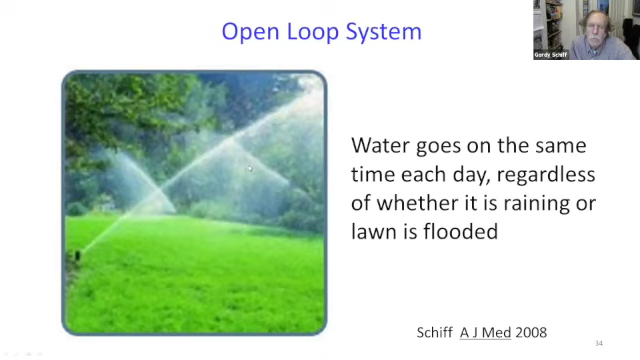 Open Loop System
Gordy Schiff
Water goes on the same
time each day, regardless
of whether it is raining or
lawn is flooded
Schiff A J Med 2008
34